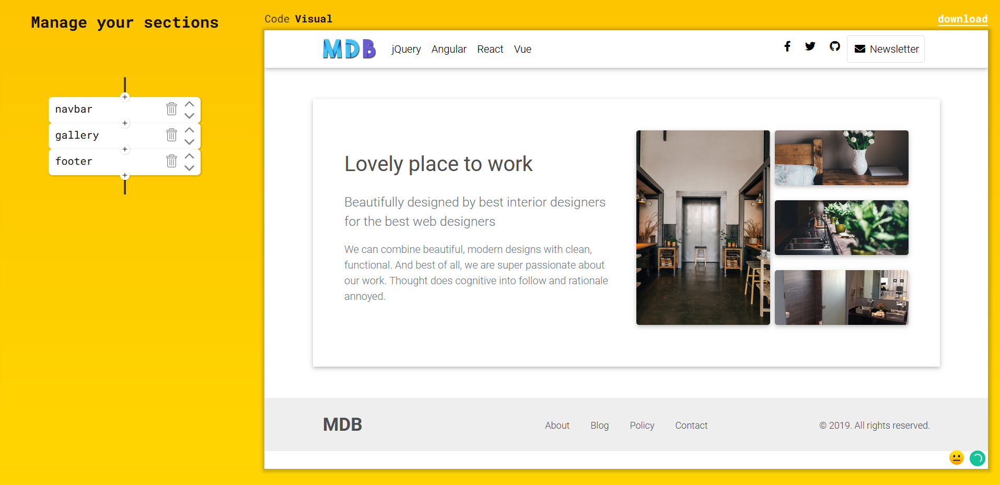 Manage your sections
navbar
gallery
footer
Code Visual
download
MDB jQuery Angular React Vue
Newsletter
Lovely place to work
Beautifully designed by best interior designers
for the best web designers
We can combine beautiful, modern designs with clean,
functional. And best of all, we are super passionate about
our work. Thought does cognitive into follow and rationale
annoyed.
MDB
About Blog Policy Contact
© 2019. All rights reserved.